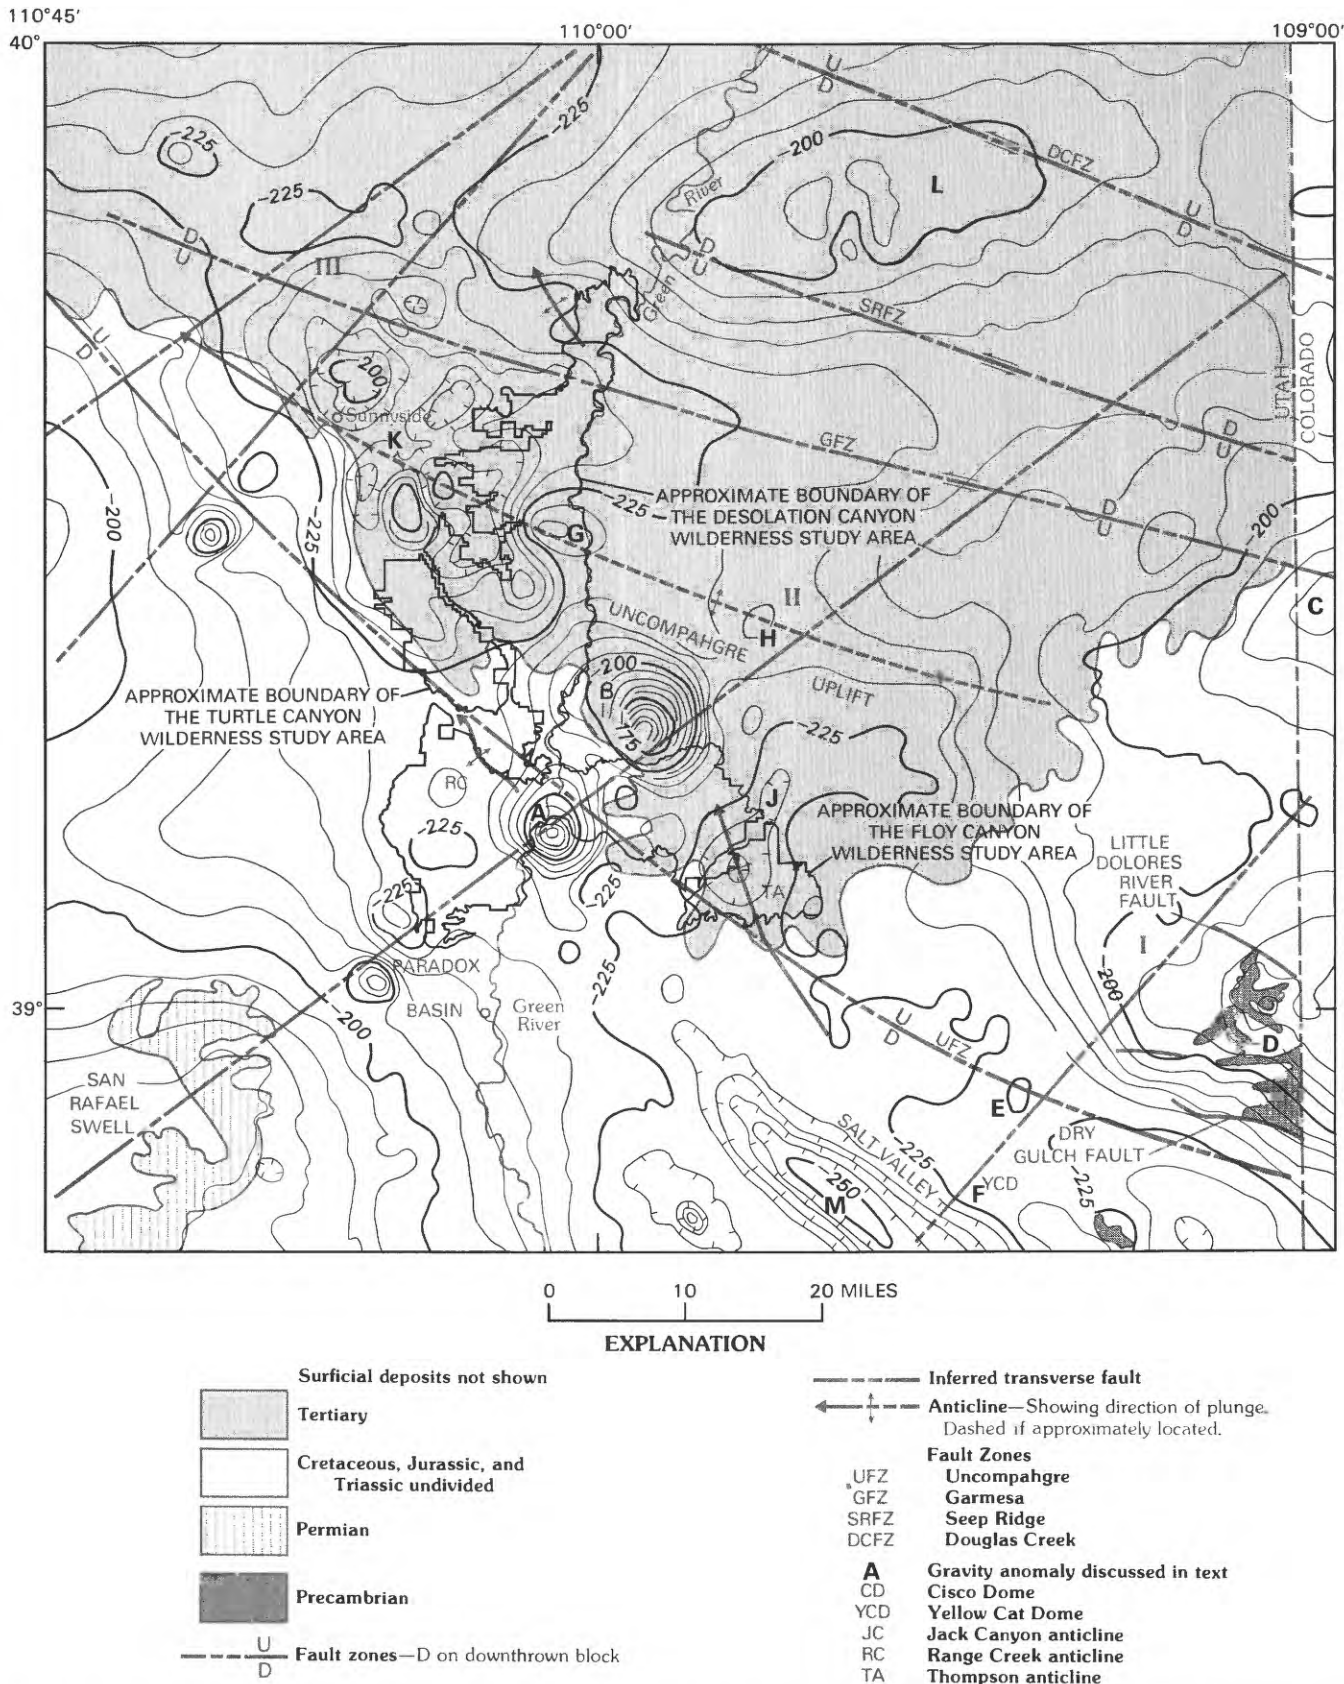 110°45'
110°00'
109°00'
40°
-225
-225
-225
U
D
DCFZ
-200
L
River
U
D
D
U
III
D
U
Green
SRFZ
UTAH
COLORADO
U
D
-200
Sunnyside
K
GFZ
D
U
-200
-225
APPROXIMATE BOUNDARY OF
THE DESOLATION CANYON
WILDERNESS STUDY AREA
-225
G
D
U
-200
C
II
H
UNCOMPAHGRE
UPLIFT
-200
B
-175
-225
APPROXIMATE BOUNDARY OF
THE TURTLE CANYON
WILDERNESS STUDY AREA
RC
A
J
-225
APPROXIMATE BOUNDARY OF
THE FLOY CANYON
WILDERNESS STUDY AREA
TA
LITTLE
DOLORES
RIVER
FAULT
-225
-225
I
-200
PARADOX
BASIN
Green
River
-225
-225
39°
-200
U
D
UFZ
D
SAN
RAFAEL
SWELL
E
SALT VALLEY
-225
DRY
GULCH FAULT
-225
-250
M
F
YCD
0 10 20 MILES
EXPLANATION
Surficial deposits not shown
Tertiary
Cretaceous, Jurassic, and
Triassic undivided
Permian
Precambrian
U
D
Fault zones—D on downthrown block
Inferred transverse fault
Anticline—Showing direction of plunge.
Dashed if approximately located.
Fault Zones
UFZ Uncompahgre
GFZ Garmesa
SRFZ Seep Ridge
DCFZ Douglas Creek
A Gravity anomaly discussed in text
CD Cisco Dome
YCD Yellow Cat Dome
JC Jack Canyon anticline
RC Range Creek anticline
TA Thompson anticline